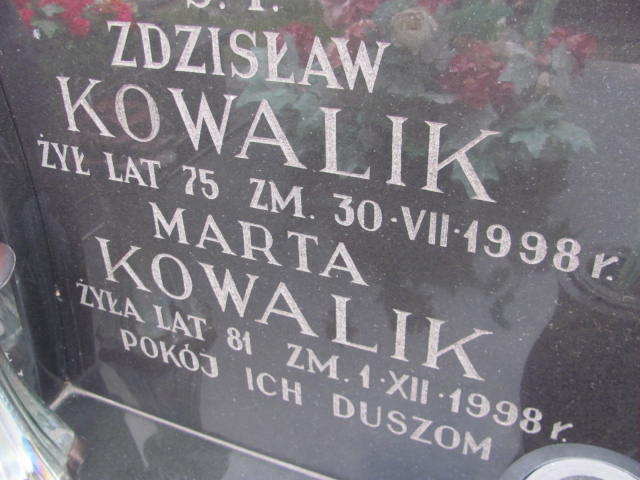 Ś. P.
ZDZISŁAW
KOWALIK
ŻYŁ LAT 75 ZM. 30·VII·1998 r.
MARTA
KOWALIK
ŻYŁA LAT 81 ZM. 1·XII·1998 r.
POKÓJ ICH DUSZOM